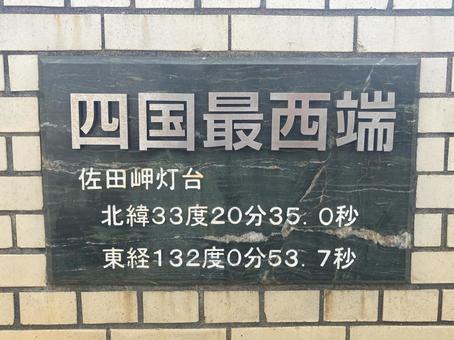 四国最西端
佐田岬灯台
北緯33度20分35.0秒
東経132度0分53.7秒